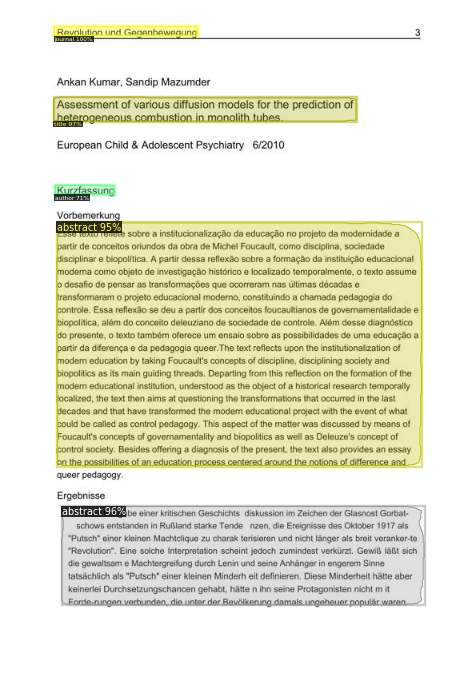 Revolution und Gegenbewegung 3
journal 100%
Ankan Kumar, Sandip Mazumder
Assessment of various diffusion models for the prediction of
heterogeneous combustion in monolith tubes.
title 97%
European Child & Adolescent Psychiatry 6/2010
Kurzfassung
author 71%
Vorbemerkung
abstract 95%
Esse texto reflete sobre a institucionalização da educação no projeto da modernidade a
partir de conceitos oriundos da obra de Michel Foucault, como disciplina, sociedade
disciplinar e biopolítica. A partir dessa reflexão sobre a formação da instituição educacional
moderna como objeto de investigação histórico e localizado temporalmente, o texto assume
o desafio de pensar as transformações que ocorreram nas últimas décadas e
transformaram o projeto educacional moderno, constituindo a chamada pedagogia do
controle. Essa reflexão se deu a partir dos conceitos foucaultianos de governamentalidade e
biopolítica, além do conceito deleuziano de sociedade de controle. Além desse diagnóstico
do presente, o texto também oferece um ensaio sobre as possibilidades de uma educação a
partir da diferença e da pedagogia queer.The text reflects upon the institutionalization of
modern education by taking Foucault's concepts of discipline, disciplining society and
biopolitics as its main guiding threads. Departing from this reflection on the formation of the
modern educational institution, understood as the object of a historical research temporally
localized, the text then aims at questioning the transformations that occurred in the last
decades and that have transformed the modern educational project with the event of what
could be called as control pedagogy. This aspect of the matter was discussed by means of
Foucault's concepts of governmentality and biopolitics as well as Deleuze's concept of
control society. Besides offering a diagnosis of the present, the text also provides an essay
on the possibilities of an education process centered around the notions of difference and
queer pedagogy.
Ergebnisse
abstract 96%
be einer kritischen Geschichts diskussion im Zeichen der Glasnost Gorbat-
schows entstanden in Rußland starke Tende nzen, die Ereignisse des Oktober 1917 als
"Putsch" einer kleinen Machtclique zu charak terisieren und nicht länger als breit veranker-te
"Revolution". Eine solche Interpretation scheint jedoch zumindest verkürzt. Gewiß läßt sich
die gewaltsam e Machtergreifung durch Lenin und seine Anhänger in engerem Sinne
tatsächlich als "Putsch" einer kleinen Minderh eit definieren. Diese Minderheit hätte aber
keinerlei Durchsetzungschancen gehabt, hätte n ihn seine Protagonisten nicht m it
Forde-rungen verbunden, die unter der Bevölkerung damals ungeheuer populär waren